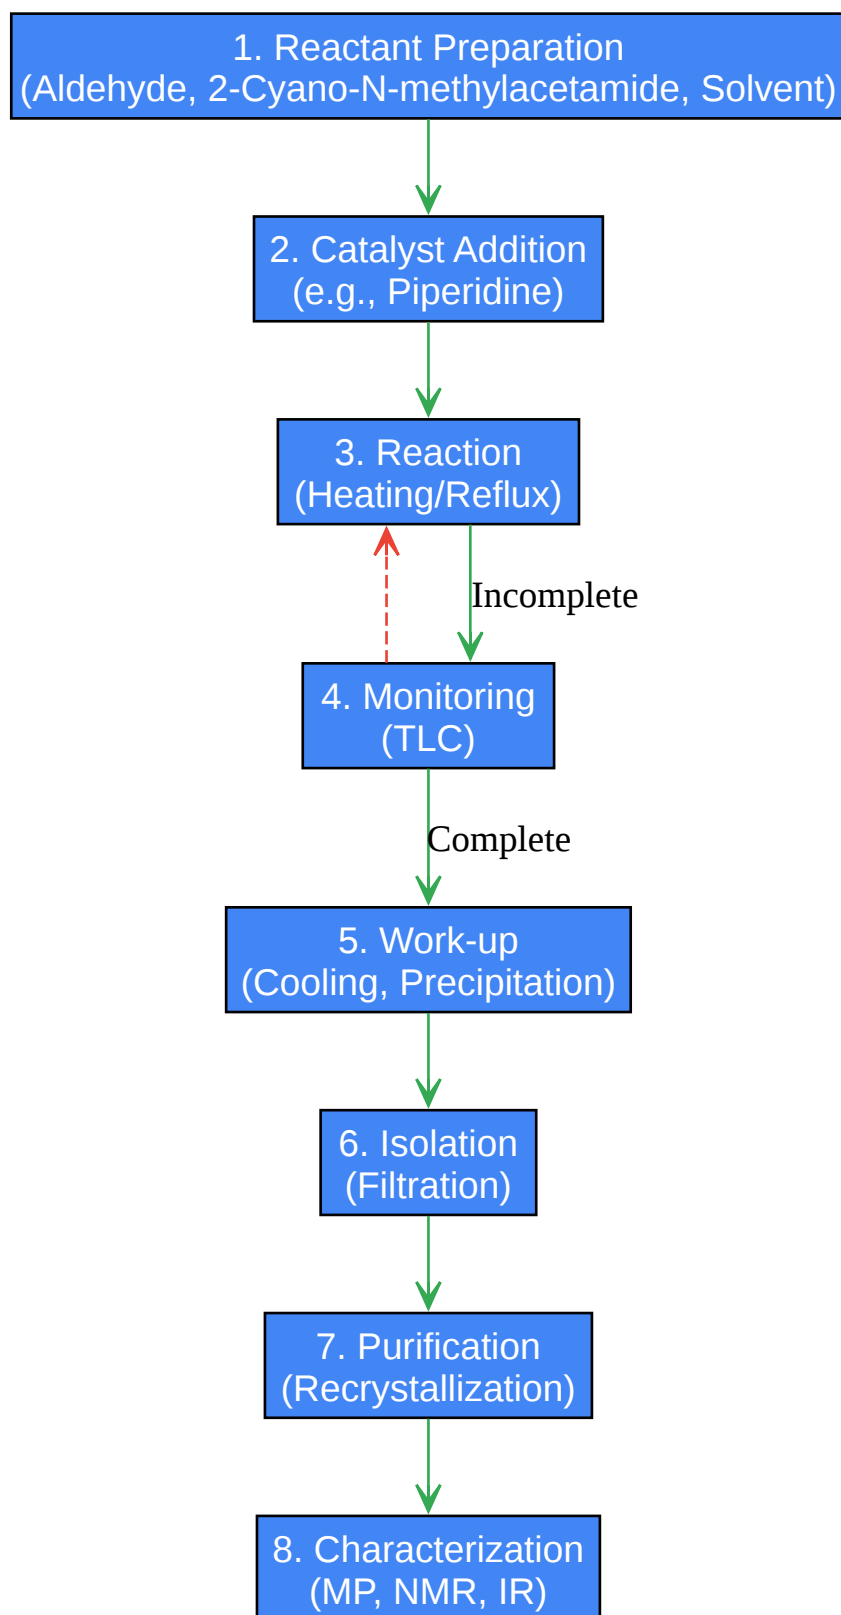 1. Reactant Preparation
(Aldehyde, 2-Cyano-N-methylacetamide, Solvent)
2. Catalyst Addition
(e.g., Piperidine)
3. Reaction
(Heating/Reflux)
Incomplete
4. Monitoring
(TLC)
Complete
5. Work-up
(Cooling, Precipitation)
6. Isolation
(Filtration)
7. Purification
(Recrystallization)
8. Characterization
(MP, NMR, IR)